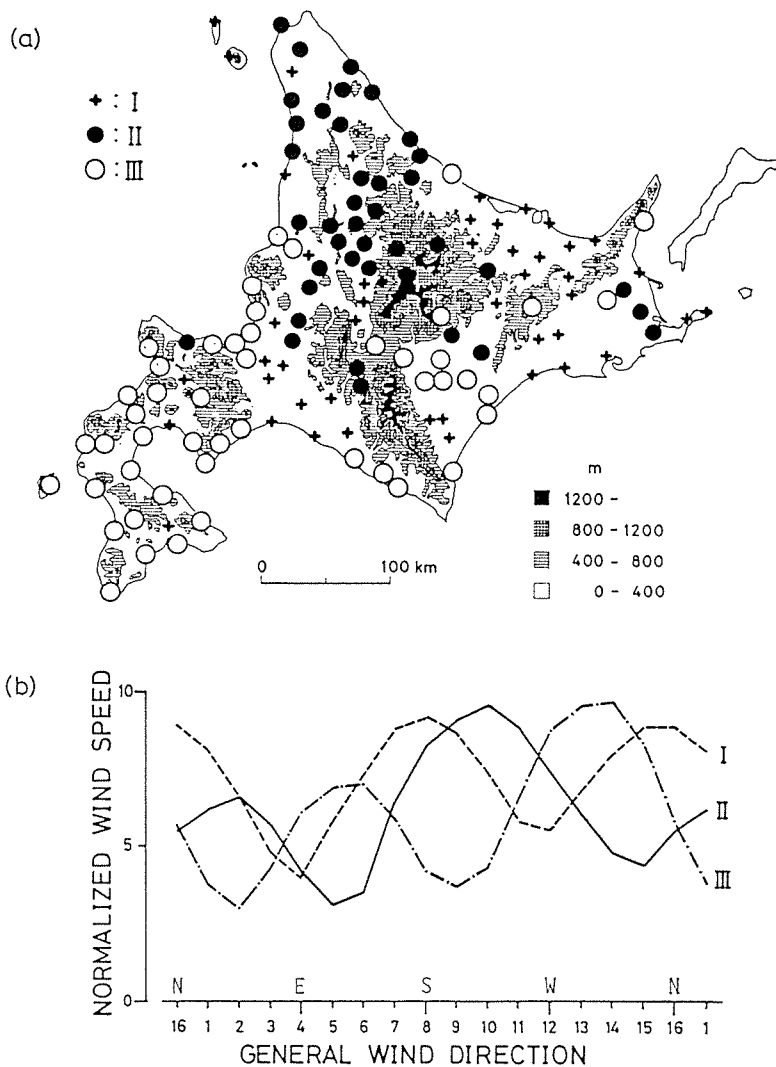 (a)
+ : I
● : II
○ : III
m
1200 -
800 - 1200
400 - 800
0 - 400
0 100 km
(b)
NORMALIZED WIND SPEED
10
5
0
I
II
III
N E S W N
16 1 2 3 4 5 6 7 8 9 10 11 12 13 14 15 16 1
GENERAL WIND DIRECTION